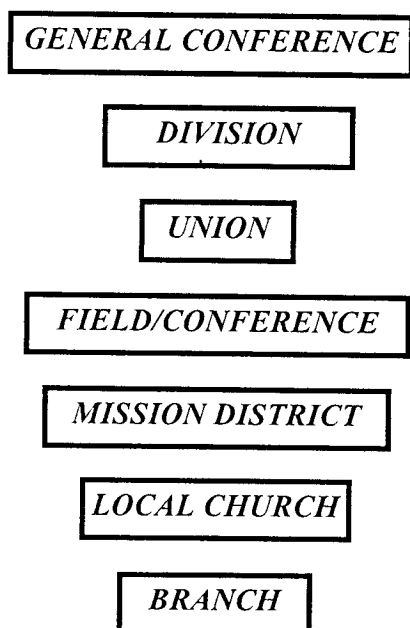 GENERAL CONFERENCE
DIVISION
UNION
FIELD/CONFERENCE
MISSION DISTRICT
LOCAL CHURCH
BRANCH